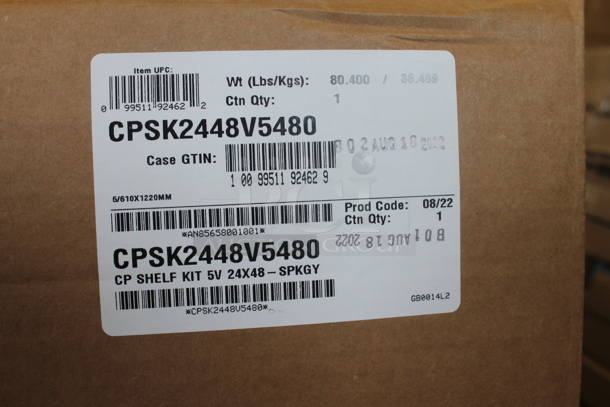 Item UPC:
0 99511 92462 2
Wt (Lbs/Kgs): 80.400 / 36.469
Ctn Qty: 1
CPSK2448V5480
B02 AUG 18 2022
Case GTIN:
1 00 99511 92462 9
5/610X1220MM
*AN85658001001*
Prod Code: 08/22
Ctn Qty: 1
CPSK2448V5480
B01 AUG 18 2022
CP SHELF KIT 5V 24X48-SPKGY
*CPSK2448V5480*
GB0014L2